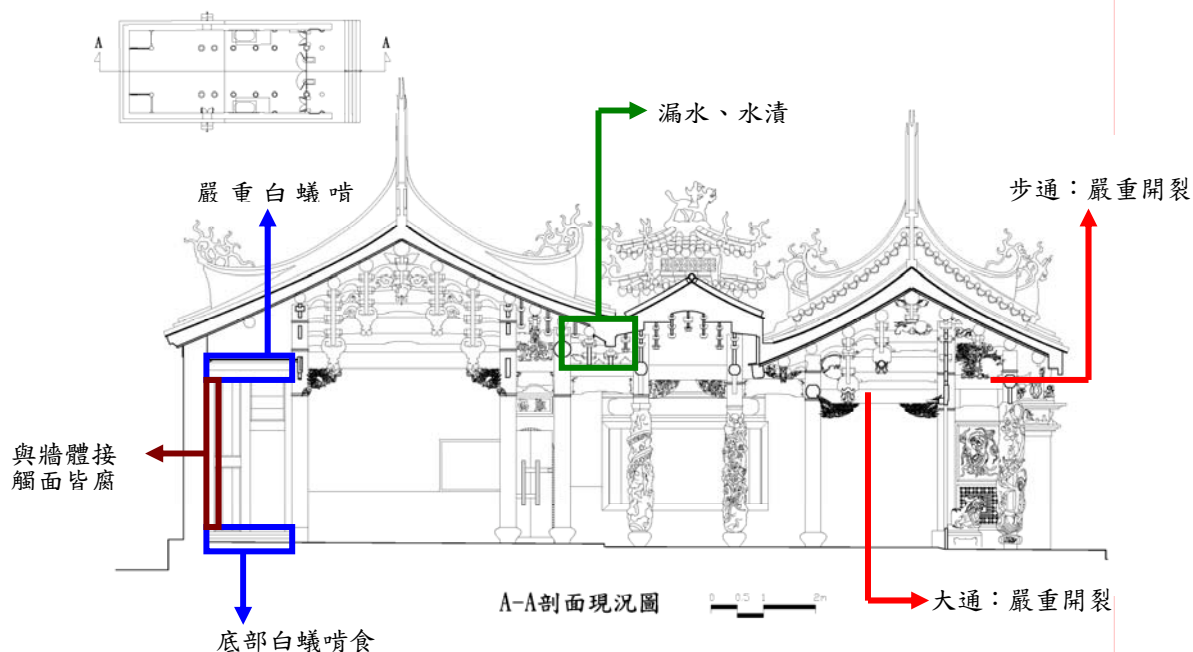 A A
漏水、水漬
嚴重白蟻啃
步通：嚴重開裂
與牆體接
觸面皆腐
A-A剖面現況圖
0 0.5 1 2m
大通：嚴重開裂
底部白蟻啃食